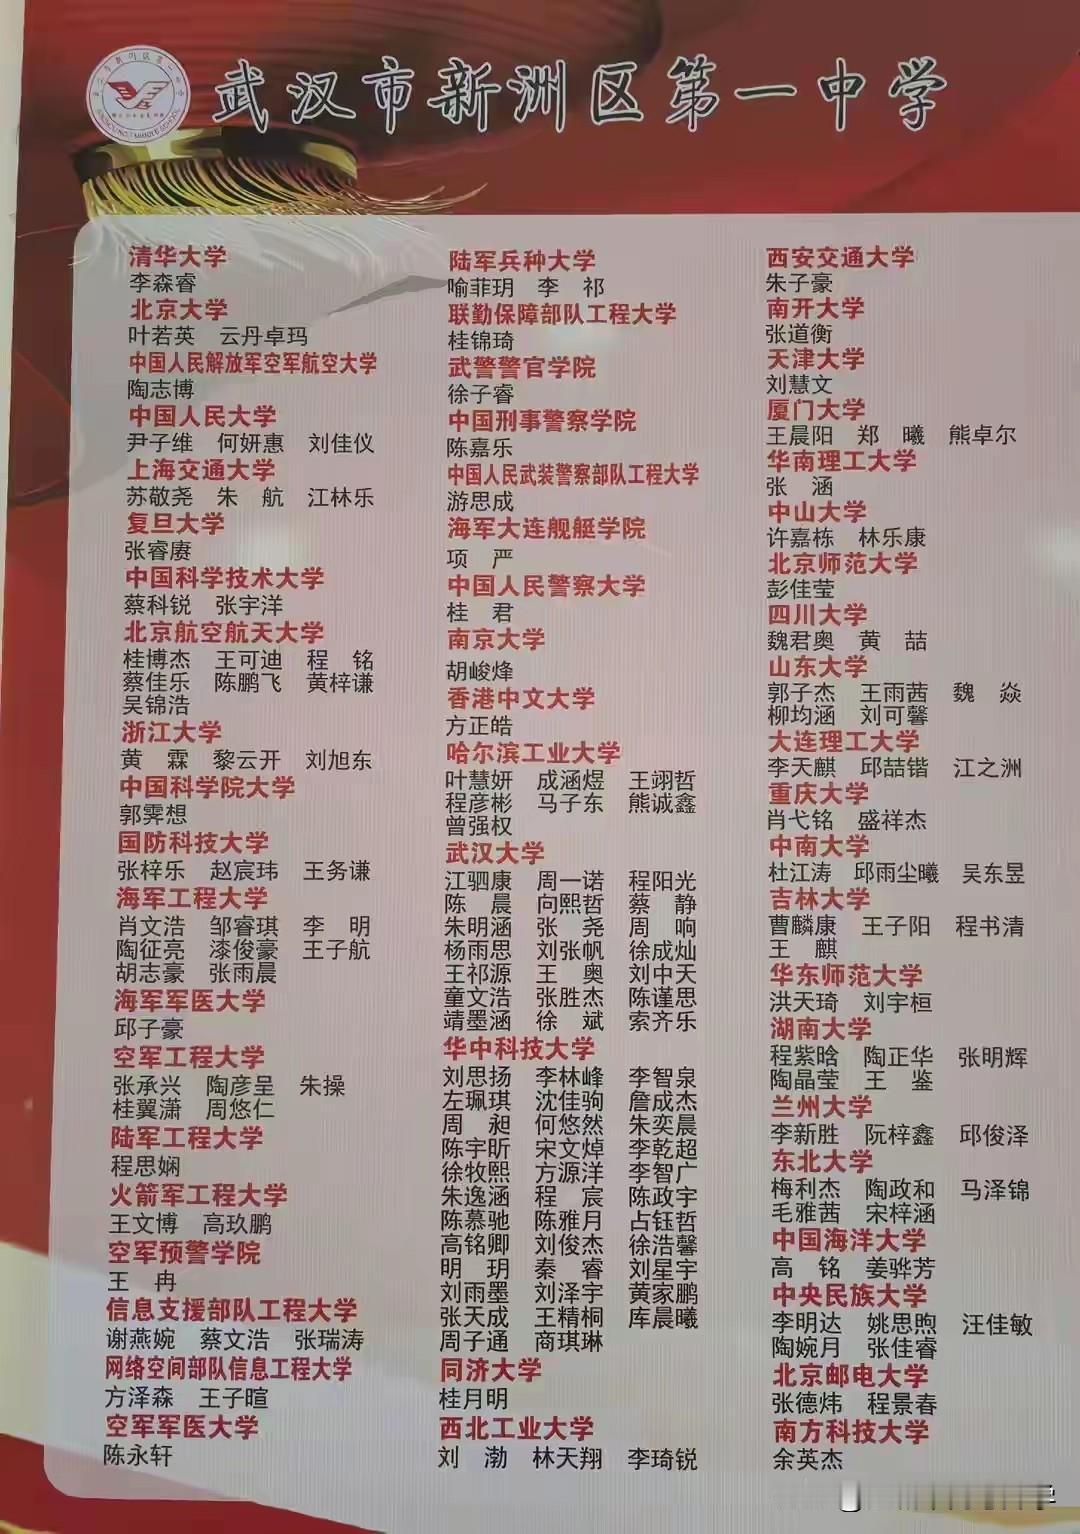 武汉市新洲区第一中学
清华大学
李森睿
北京大学
叶若英 云丹卓玛
中国人民解放军空军航空大学
陶志博
中国人民大学
尹子维 何妍惠 刘佳仪
上海交通大学
苏敬尧 朱 航 江林乐
复旦大学
张睿赓
中国科学技术大学
蔡科锐 张宇洋
北京航空航天大学
桂博杰 王可迪 程 铭
蔡佳乐 陈鹏飞 黄梓谦
吴锦浩
浙江大学
黄 霖 黎云开 刘旭东
中国科学院大学
郭霁想
国防科技大学
张梓乐 赵宸玮 王务谦
海军工程大学
肖文浩 邹睿琪 李 明
陶征亮 漆俊豪 王子航
胡志豪 张雨晨
海军军医大学
邱子豪
空军工程大学
张承兴 陶彦呈 朱操
桂翼潇 周悠仁
陆军工程大学
程思娴
火箭军工程大学
王文博 高玖鹏
空军预警学院
王 冉
信息支援部队工程大学
谢燕婉 蔡文浩 张瑞涛
网络空间部队信息工程大学
方泽森 王子暄
空军军医大学
陈永轩
陆军兵种大学
喻菲玥 李 祁
联勤保障部队工程大学
桂锦琦
武警警官学院
徐子睿
中国刑事警察学院
陈嘉乐
中国人民武装警察部队工程大学
游思成
海军大连舰艇学院
项 严
中国人民警察大学
桂 君
南京大学
胡峻烽
香港中文大学
方正皓
哈尔滨工业大学
叶慧妍 成涵煜 王翊哲
程彦彬 马子东 熊诚鑫
曾强权
武汉大学
江驷康 周一诺 程阳光
陈 晨 向熙哲 蔡 静
朱明涵 张 尧 周 响
杨雨思 刘张帆 徐成灿
王祁源 王 奥 刘中天
童文浩 张胜杰 陈谨思
靖墨涵 徐 斌 索齐乐
华中科技大学
刘思扬 李林峰 李智泉
左珮琪 沈佳驹 詹成杰
周 昶 何悠然 朱奕晨
陈宇昕 宋文焯 李乾超
徐牧熙 方源洋 李智广
朱逸涵 程 宸 陈政宇
陈慕驰 陈雅月 占钰哲
高铭卿 刘俊杰 徐浩馨
明 玥 秦 睿 刘星宇
刘雨墨 刘泽宇 黄家鹏
张天成 王精桐 库晨曦
周子通 商琪琳
同济大学
桂月明
西北工业大学
刘 渤 林天翔 李琦锐
西安交通大学
朱子豪
南开大学
张道衡
天津大学
刘慧文
厦门大学
王晨阳 郑 曦 熊卓尔
华南理工大学
张 涵
中山大学
许嘉栋 林乐康
北京师范大学
彭佳莹
四川大学
魏君奥 黄 喆
山东大学
郭子杰 王雨茜 魏 焱
柳均涵 刘可馨
大连理工大学
李天麒 邱喆锴 江之洲
重庆大学
肖弋铭 盛祥杰
中南大学
杜江涛 邱雨尘曦 吴东昱
吉林大学
曹麟康 王子阳 程书清
王 麒
华东师范大学
洪天琦 刘宇桓
湖南大学
程紫晗 陶正华 张明辉
陶晶莹 王 鉴
兰州大学
李新胜 阮梓鑫 邱俊泽
东北大学
梅利杰 陶政和 马泽锦
毛雅茜 宋梓涵
中国海洋大学
高 铭 姜骅芳
中央民族大学
李明达 姚思煦 汪佳敏
陶婉月 张佳睿
北京邮电大学
张德炜 程景春
南方科技大学
余英杰